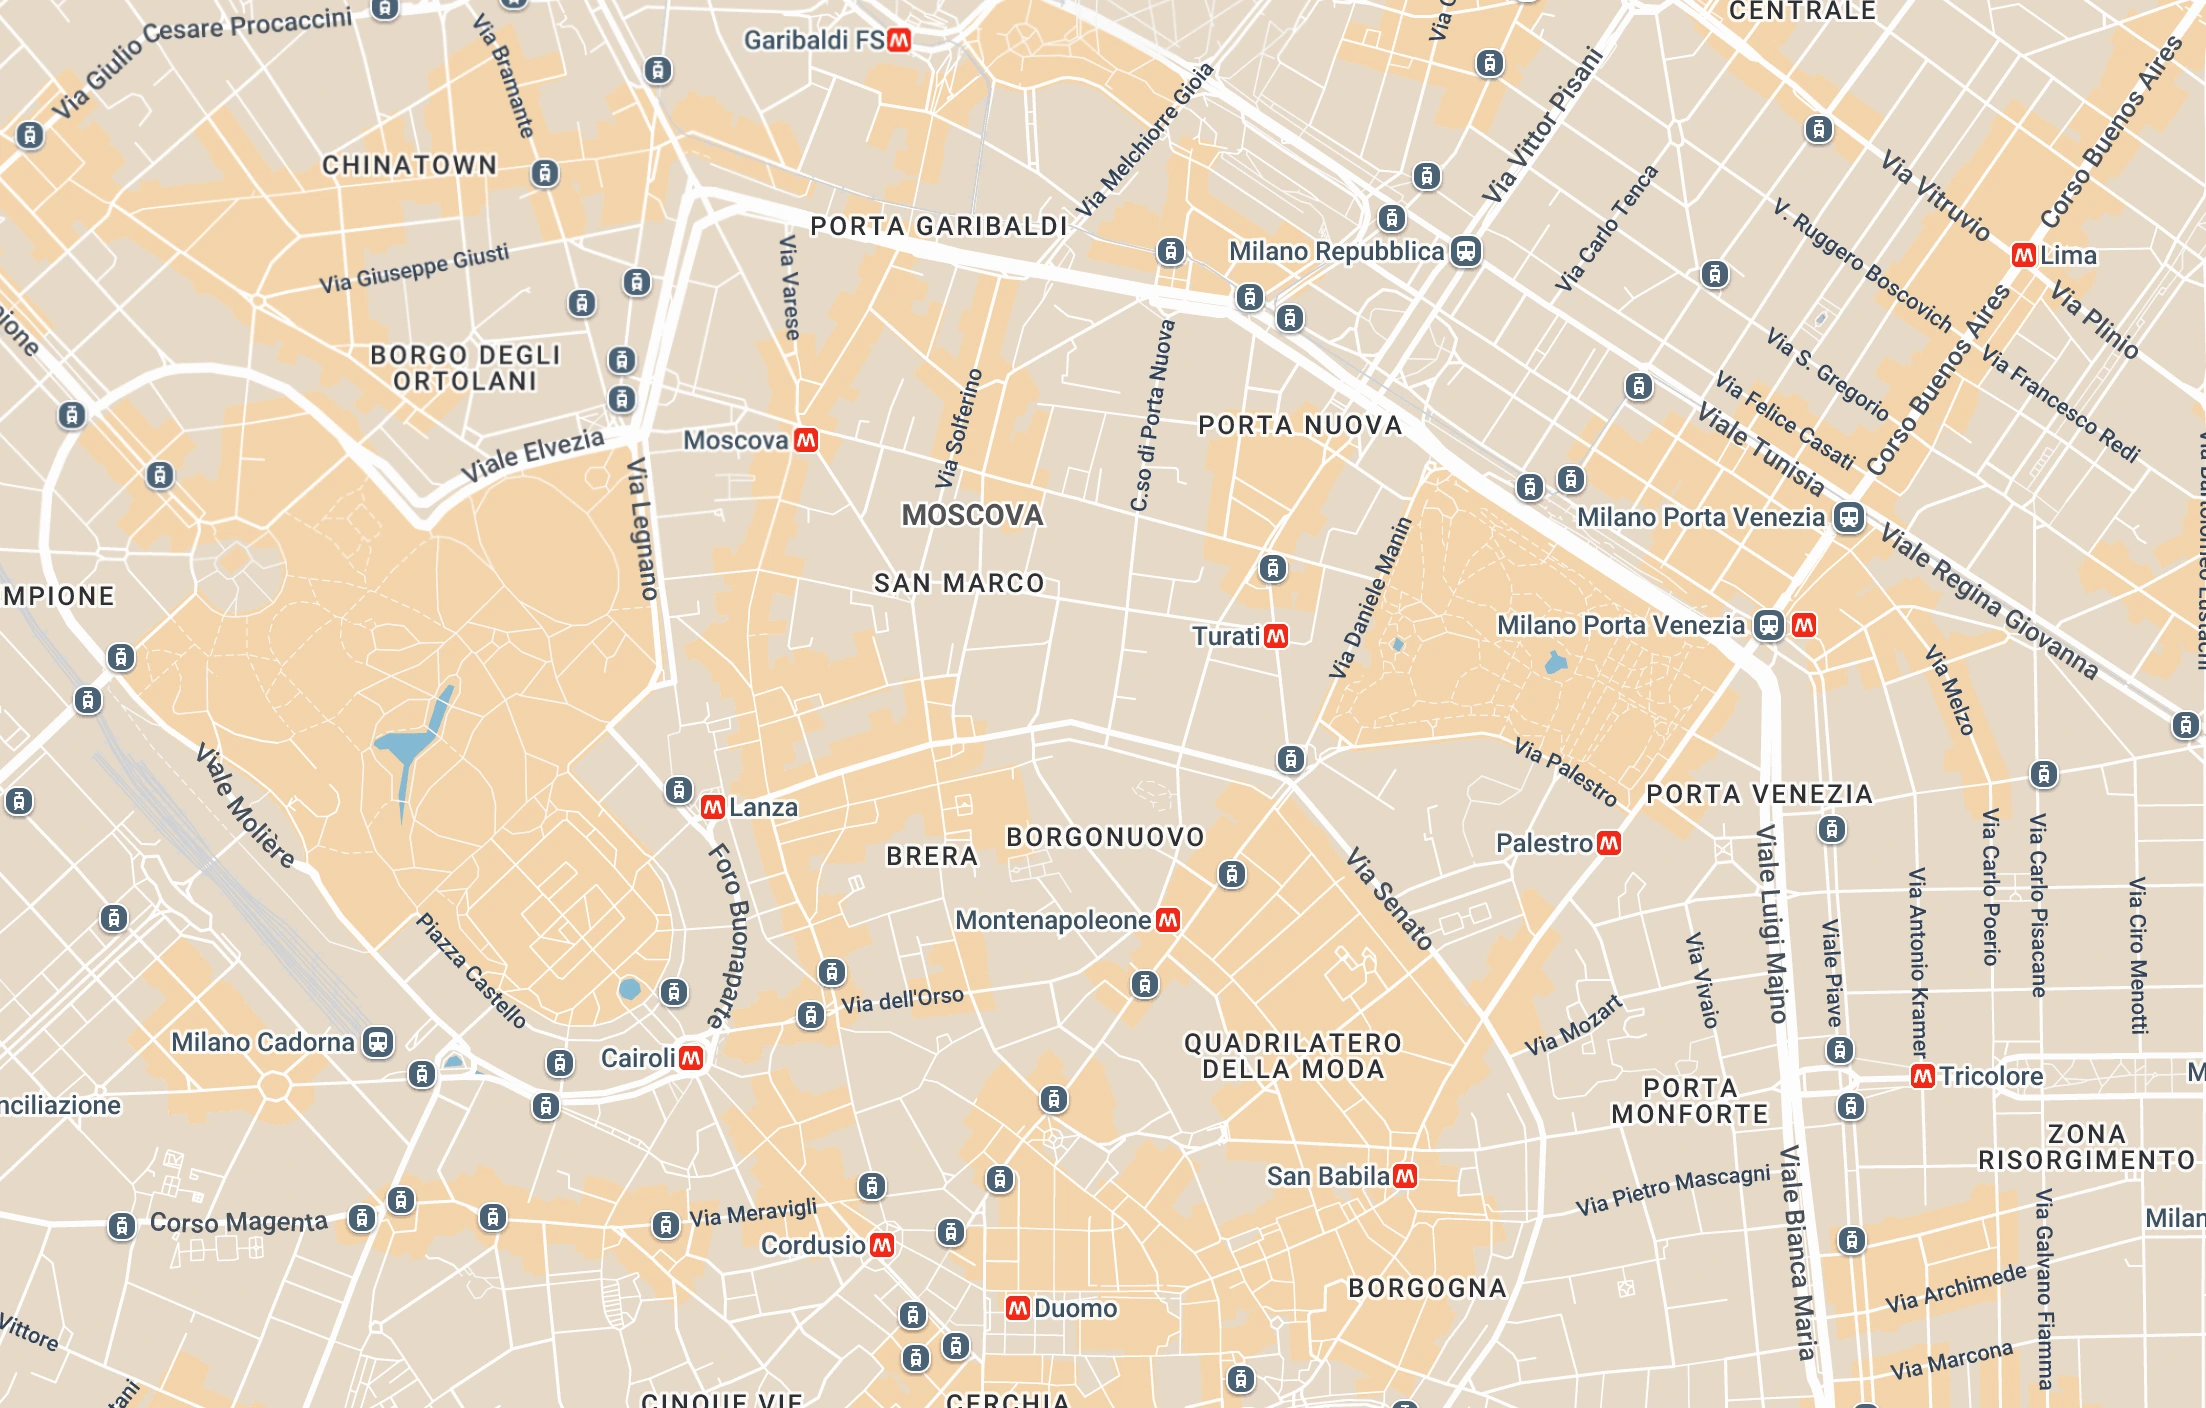 CENTRALE
Via Giulio Cesare Procaccini
Via Bramante
Garibaldi FS
Via Melchiorre Gioia
Via Vittor Pisani
Corso Buenos Aires
CHINATOWN
Via Vitruvio
PORTA GARIBALDI
Via Carlo Tenca
V. Ruggero Boscovich
Milano Repubblica
Lima
Via Giuseppe Giusti
Via Varese
Via Plinio
BORGO DEGLI
ORTOLANI
Via Solferino
C.so di Porta Nuova
Via S. Gregorio
Corso Buenos Aires
Via Francesco Redi
Via Felice Casati
Viale Tunisia
PORTA NUOVA
Viale Elvezia
Moscova
Via Legnano
MOSCOVA
Milano Porta Venezia
Via Daniele Manin
Viale Regina Giovanna
SAN MARCO
MPIONE
Turati
Milano Porta Venezia
Via Melzo
Viale Molière
Via Palestro
PORTA VENEZIA
Lanza
BORGONUOVO
BRERA
Palestro
Foro Buonaparte
Via Senato
Viale Luigi Majno
Via Carlo Poerio
Via Carlo Pisacane
Via Antonio Kramer
Via Ciro Menotti
Montenapoleone
Piazza Castello
Via Vivaio
Viale Piave
Via dell'Orso
Via Mozart
Milano Cadorna
Cairoli
QUADRILATERO
DELLA MODA
Tricolore
PORTA
MONFORTE
nciliazione
ZONA
RISORGIMENTO
San Babila
Via Pietro Mascagni
Viale Bianca Maria
Via Galvano Fiamma
Corso Magenta
Via Meravigli
Milan
Cordusio
BORGOGNA
Via Archimede
Duomo
Vittore
Via Marcona
tani
CINQUE VIE
CERCHIA